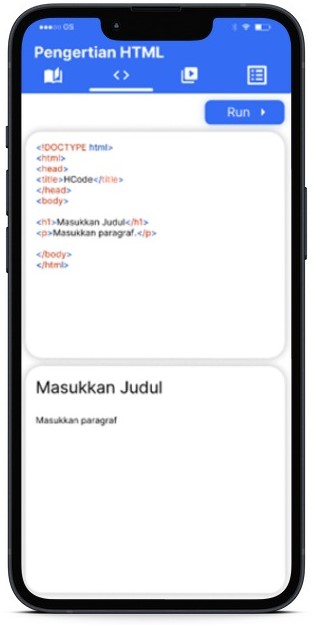 Pengertian HTML
Run
<!DOCTYPE html>
<html>
<head>
<title>HCode</title>
</head>
<body>
<h1>Masukkan Judul</h1>
<p>Masukkan paragraf.</p>
</body>
</html>
Masukkan Judul
Masukkan paragraf